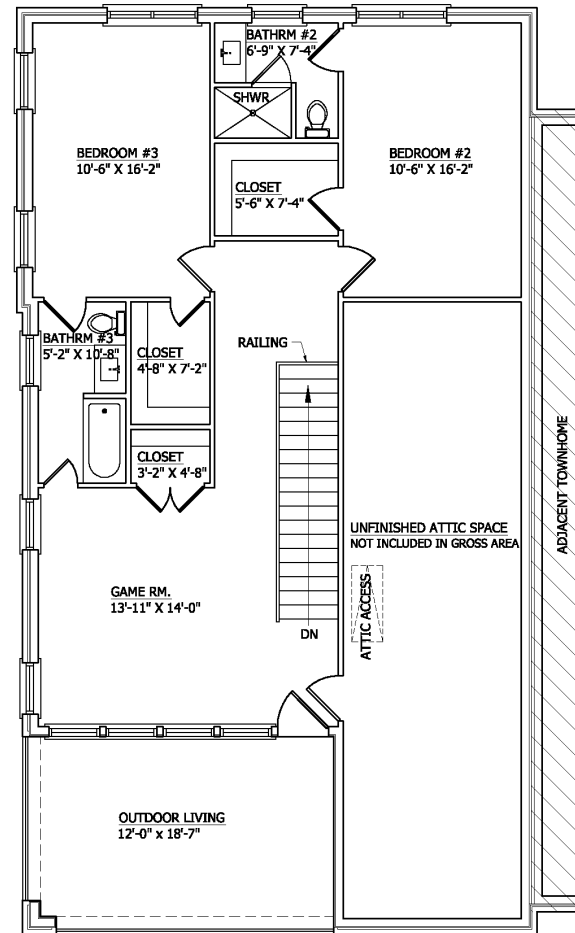 BATHRM #2
6'-9" X 7'-4"
SHWR
BEDROOM #3
10'-6" X 16'-2"
BEDROOM #2
10'-6" X 16'-2"
CLOSET
5'-6" X 7'-4"
BATHRM #3
5'-2" X 10'-8"
CLOSET
4'-8" X 7'-2"
RAILING
CLOSET
3'-2" X 4'-8"
ADJACENT TOWNHOME
UNFINISHED ATTIC SPACE
NOT INCLUDED IN GROSS AREA
ATTIC ACCESS
GAME RM.
13'-11" X 14'-0"
DN
OUTDOOR LIVING
12'-0" x 18'-7"